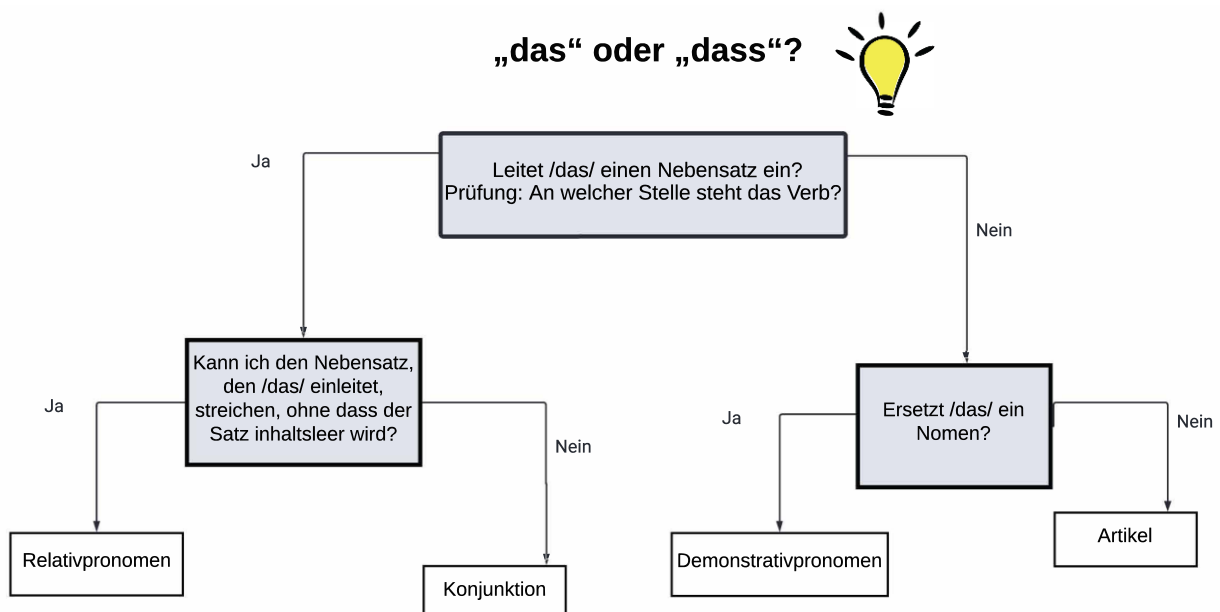 „das“ oder „dass“?
Leitet /das/ einen Nebensatz ein?
Prüfung: An welcher Stelle steht das Verb?
Ja
Nein
Kann ich den Nebensatz,
den /das/ einleitet,
streichen, ohne dass der
Satz inhaltsleer wird?
Ja
Nein
Relativpronomen
Konjunktion
Ersetzt /das/ ein
Nomen?
Ja
Nein
Demonstrativpronomen
Artikel